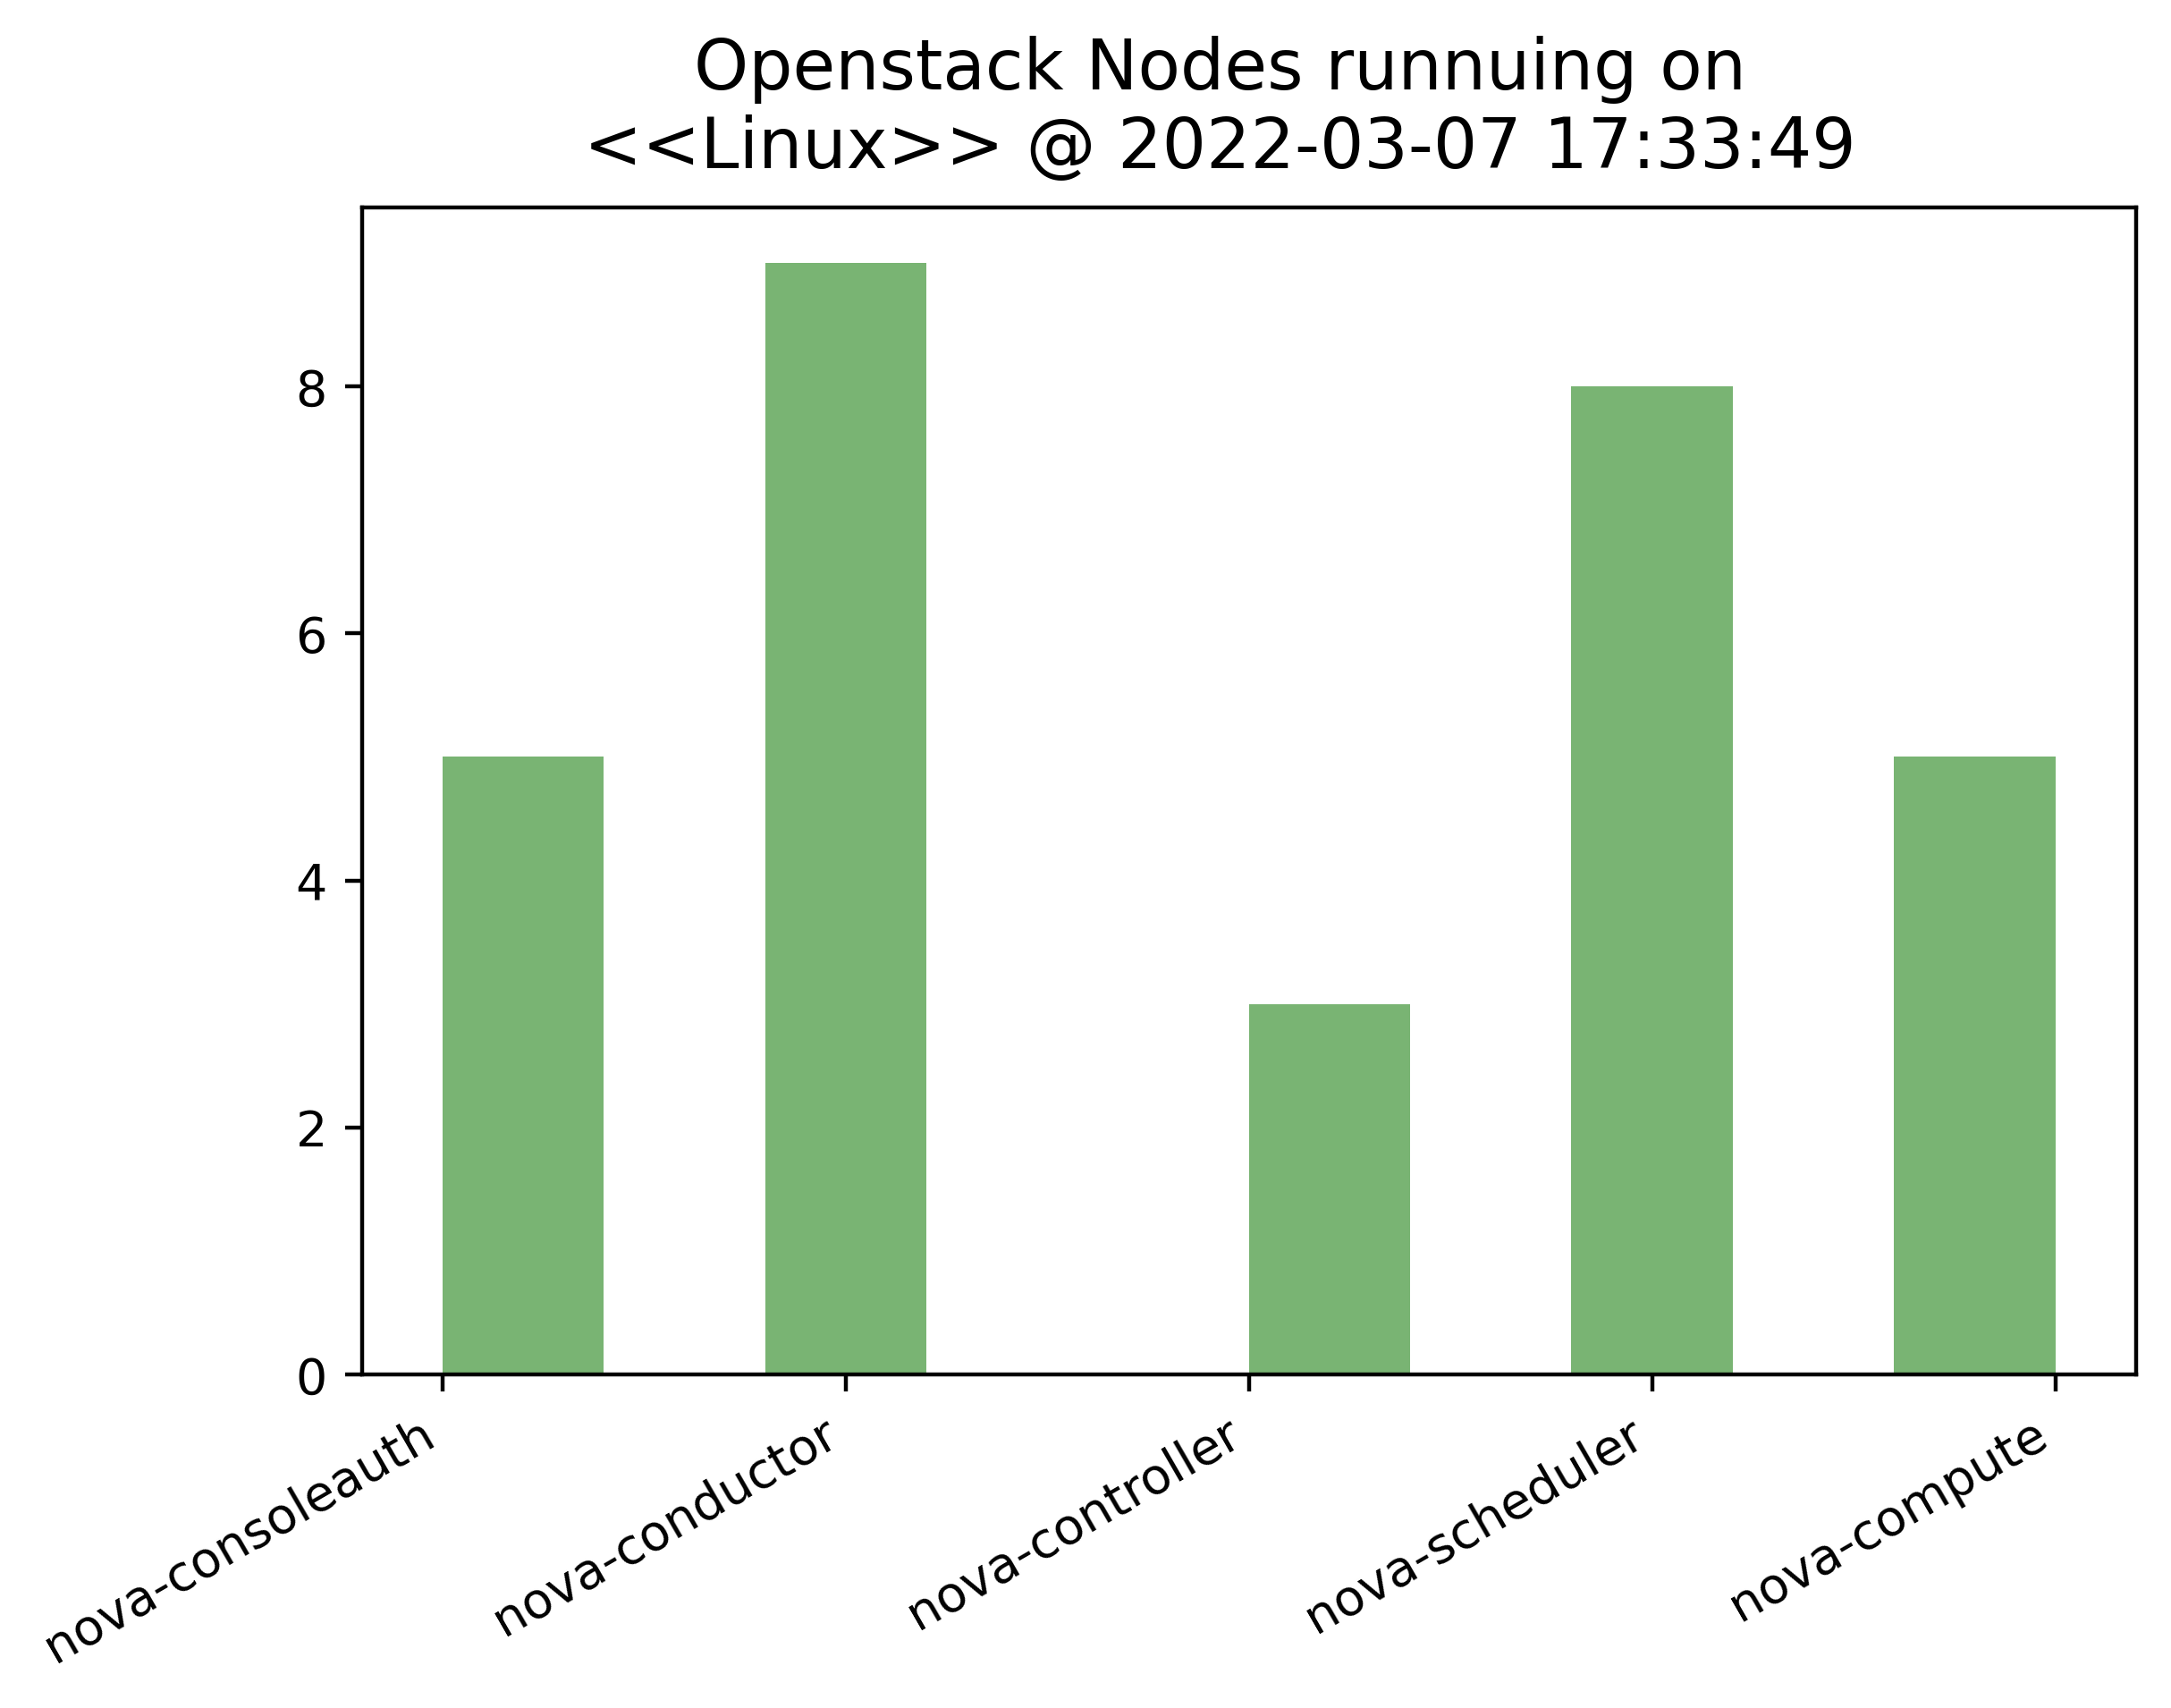 Openstack Nodes runnuing on
<<Linux>> @ 2022-03-07 17:33:49
8
6
4
2
0
nova-consoleauth
nova-conductor
nova-controller
nova-scheduler
nova-compute